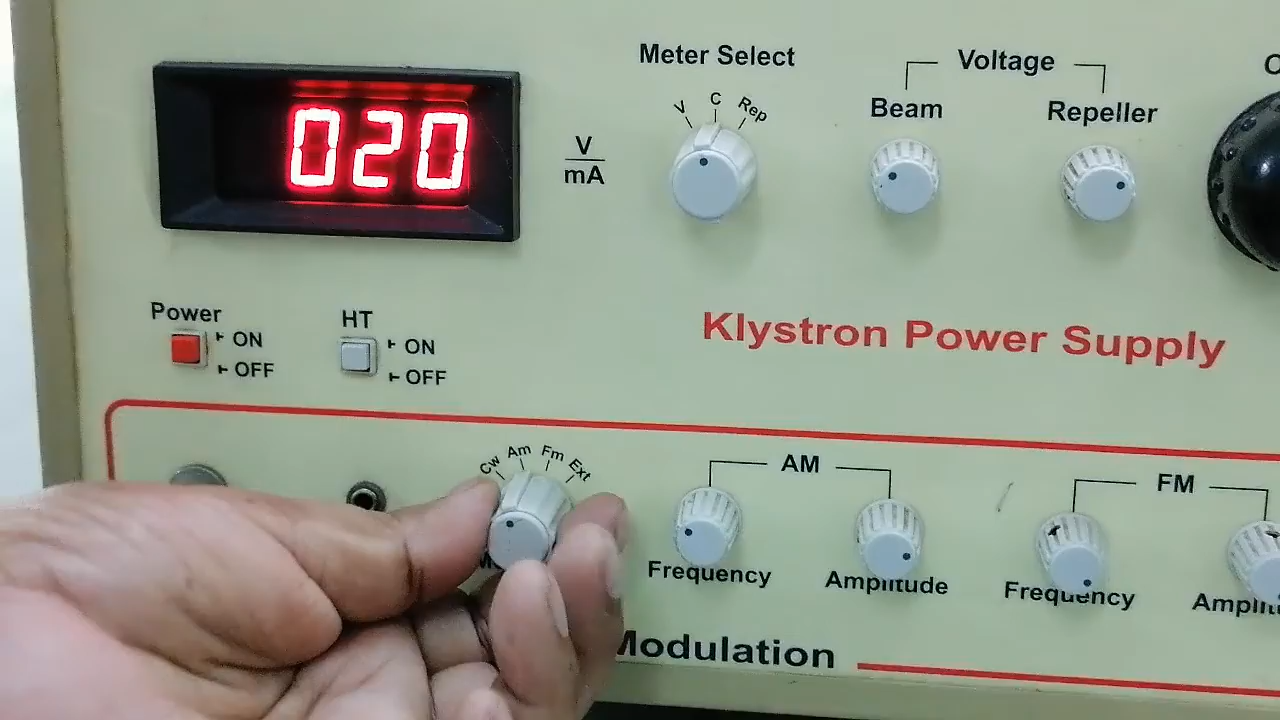 Meter Select
Voltage
V C Rep
Beam
Repeller
020
V
mA
Power
ON
OFF
HT
ON
OFF
Klystron Power Supply
Cw Am Fm Ext
AM
FM
Frequency
Amplitude
Frequency
Modulation